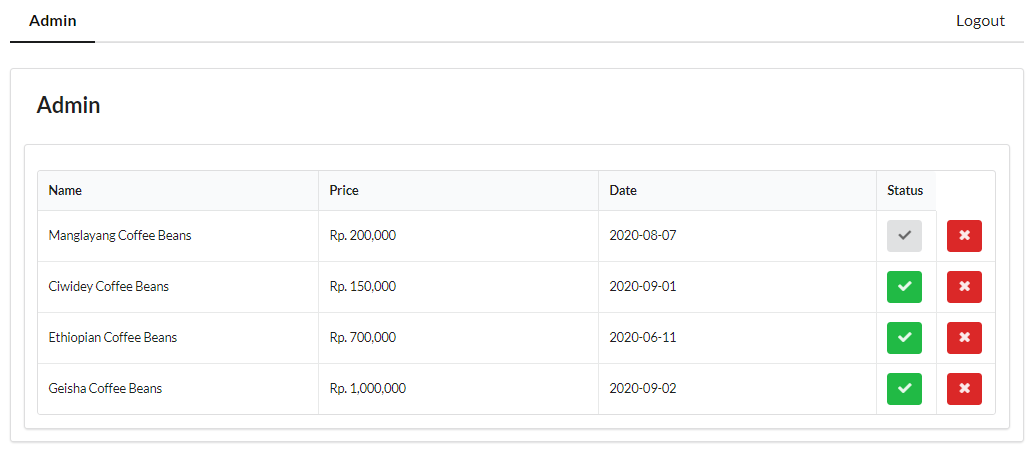 Admin Logout
Admin
Name Price Date Status
Manglayang Coffee Beans Rp. 200,000 2020-08-07
Ciwidey Coffee Beans Rp. 150,000 2020-09-01
Ethiopian Coffee Beans Rp. 700,000 2020-06-11
Geisha Coffee Beans Rp. 1,000,000 2020-09-02